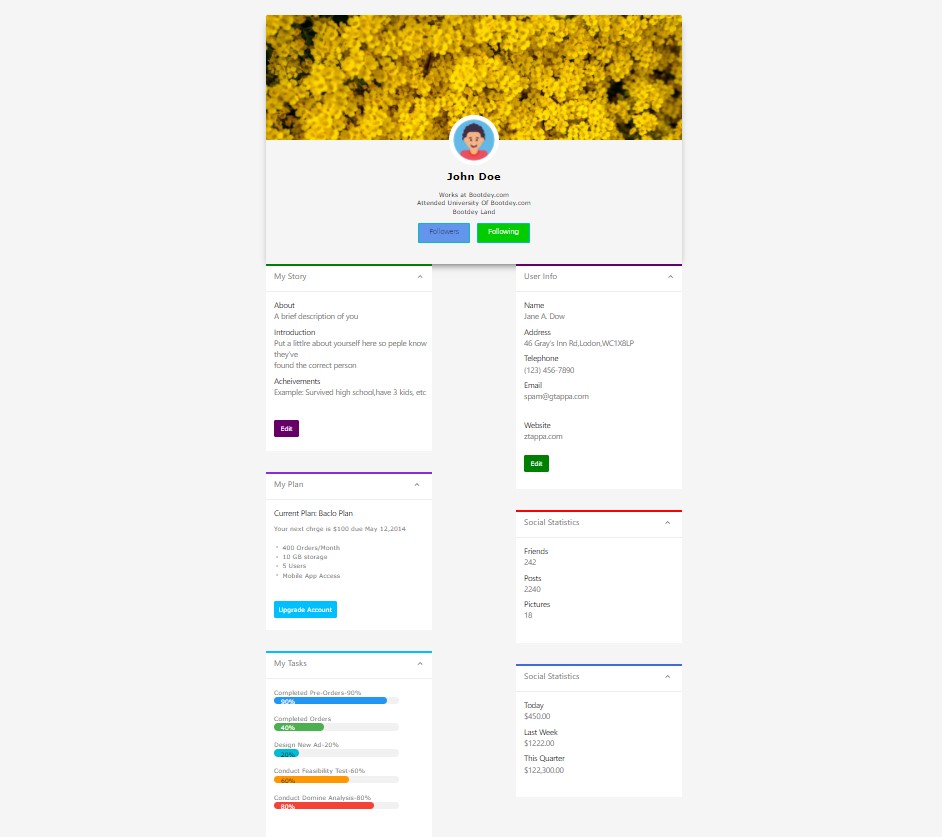 John Doe
Works at Bootdey.com
Attended University Of Bootdey.com
Bootdey Land
Followers
Following
My Story
About
A brief description of you
Introduction
Put a littlre about yourself here so peple know
they've
found the correct person
Acheivements
Example: Survived high school,have 3 kids, etc
Edit
My Plan
Current Plan: Baclo Plan
Your next chrge is $100 due May 12,2014
400 Orders/Month
10 GB storage
5 Users
Mobile App Access
Upgrade Account
My Tasks
Completed Pre-Orders-90%
90%
Completed Orders
40%
Design New Ad-20%
20%
Conduct Feasibility Test-60%
60%
Conduct Domine Analysis-80%
80%
User Info
Name
Jane A. Dow
Address
46 Gray's Inn Rd,Lodon,WC1X8LP
Telephone
(123) 456-7890
Email
spam@gtappa.com
Website
ztappa.com
Edit
Social Statistics
Friends
242
Posts
2240
Pictures
18
Social Statistics
Today
$450.00
Last Week
$1222.00
This Quarter
$122,300.00